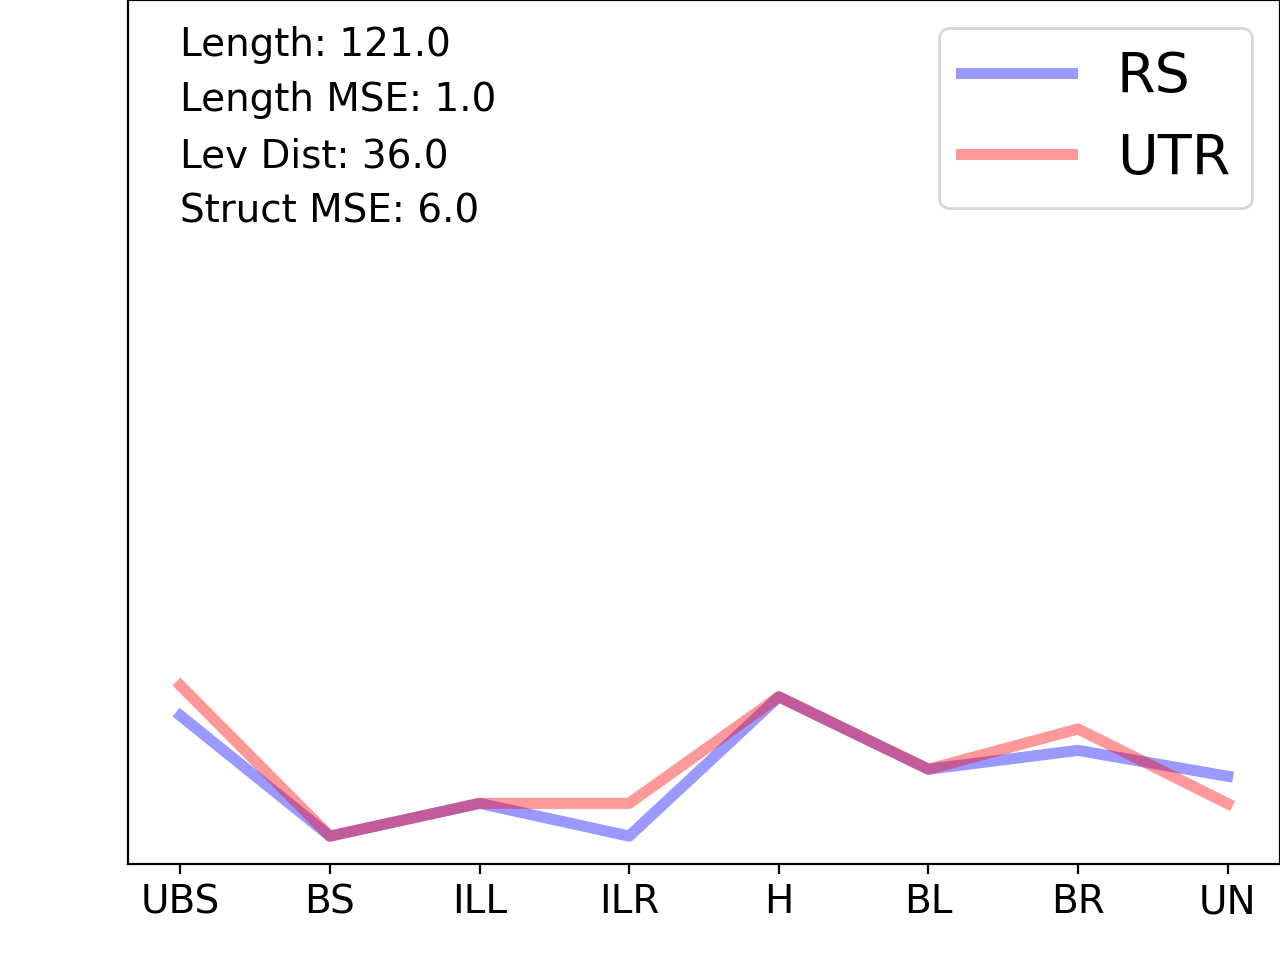 Length: 121.0
Length MSE: 1.0
Lev Dist: 36.0
Struct MSE: 6.0
RS
UTR
UBS BS ILL ILR H BL BR UN